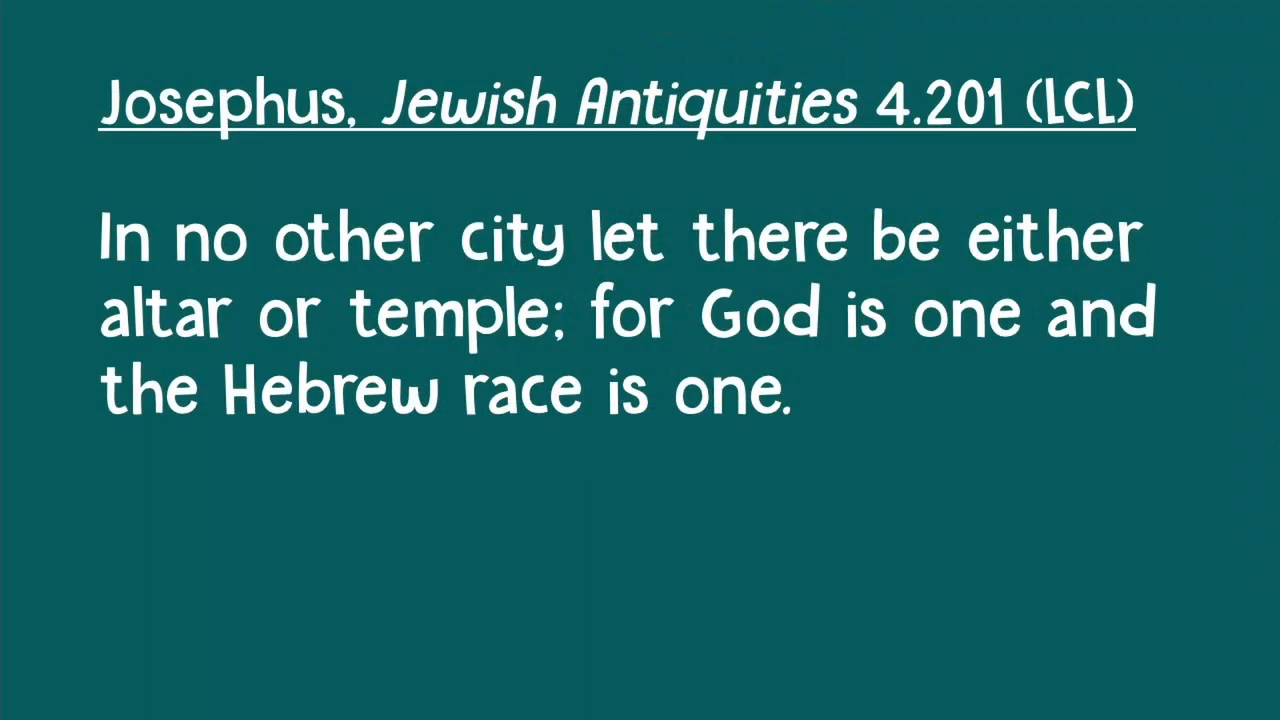 Josephus, Jewish Antiquities 4.201 (LCL)
In no other city let there be either
altar or temple; for God is one and
the Hebrew race is one.